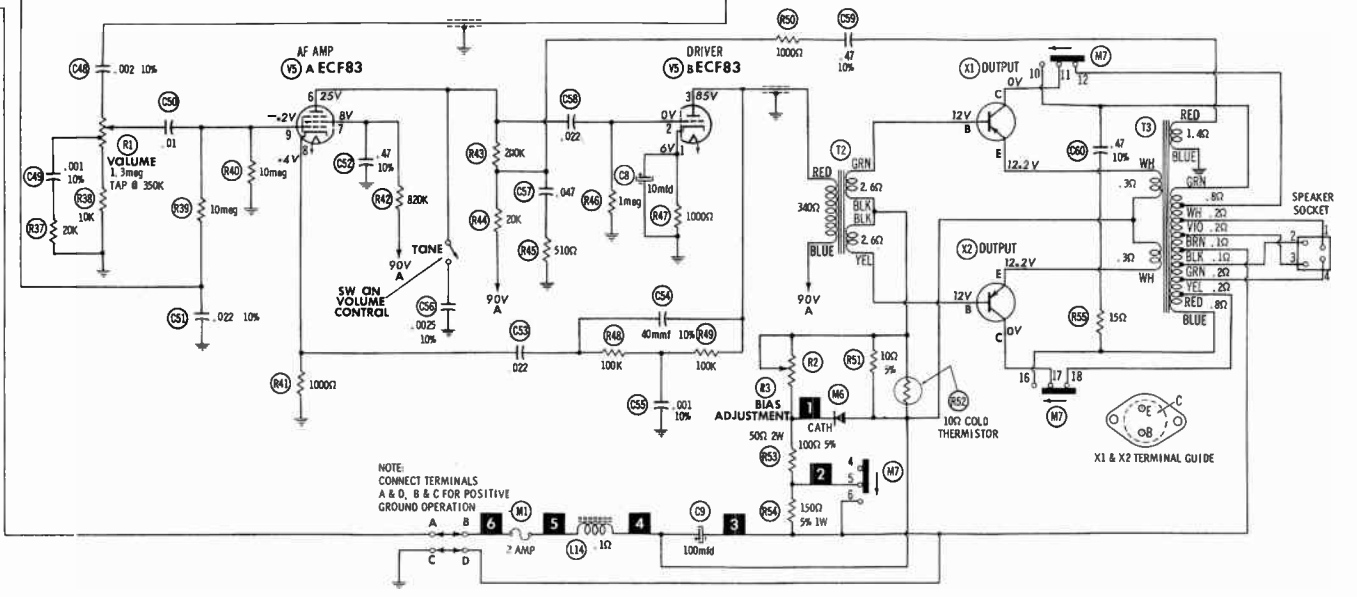 R50
1000Ω
C59
.47
10%
AF AMP
V5 A ECF83
DRIVER
V5 B ECF83
X1 OUTPUT
0V
C
M7
10
11
12
C48
.002 10%
6
25V
3
85V
C50
.01
-.2V
9
8V
7
+.4V
8
R1
VOLUME
1.3meg
TAP @ 350K
C49
.001
10%
R38
10K
R37
20K
R40
10meg
R39
10meg
C51
.022 10%
C52
.47
10%
R42
820K
90V
A
TANE
SW ON
VOLUME
CONTRAL
C56
.0025
10%
R43
R44
20K
90V
A
C57
.047
R45
510Ω
C58
.022
0V
2
6V
1
C8
10mfd
R46
1meg
R47
1000Ω
T2
RED
340Ω
BLUE
90V
A
GRN
2.6Ω
BLK
BLK
2.6Ω
YEL
12V
B
E
12.2V
C60
.47
10%
T3
RED
1.4Ω
BLUE
WH
.3Ω
.3Ω
WH
GRN
.8Ω
WH .2Ω
VIO .2Ω
BRN .1Ω
BLK .1Ω
GRN .2Ω
YEL .2Ω
RED .8Ω
BLUE
SPEAKER
SOCKET
1
2
3
4
X2 OUTPUT
E
12.2V
12V
B
0V
C
R55
15Ω
16
17
18
M7
R41
1000Ω
C53
.022
C54
40mmf 10%
R48
100K
R49
100K
C55
.001
10%
R2
R3
BIAS
ADJUSTMENT
50Ω 2W
1
CATH
M6
R51
10Ω
5%
R52
10Ω COLD
THERMISTOR
R53
100Ω 5%
2
4
5
6
M7
R54
150Ω
5% 1W
E
C
B
X1 & X2 TERMINAL GUIDE
NOTE:
CONNECT TERMINALS
A & D, B & C FOR POSITIVE
GROUND OPERATION
A
B
C
D
6
M1
2 AMP
5
L14
.1Ω
4
C9
100mfd
3